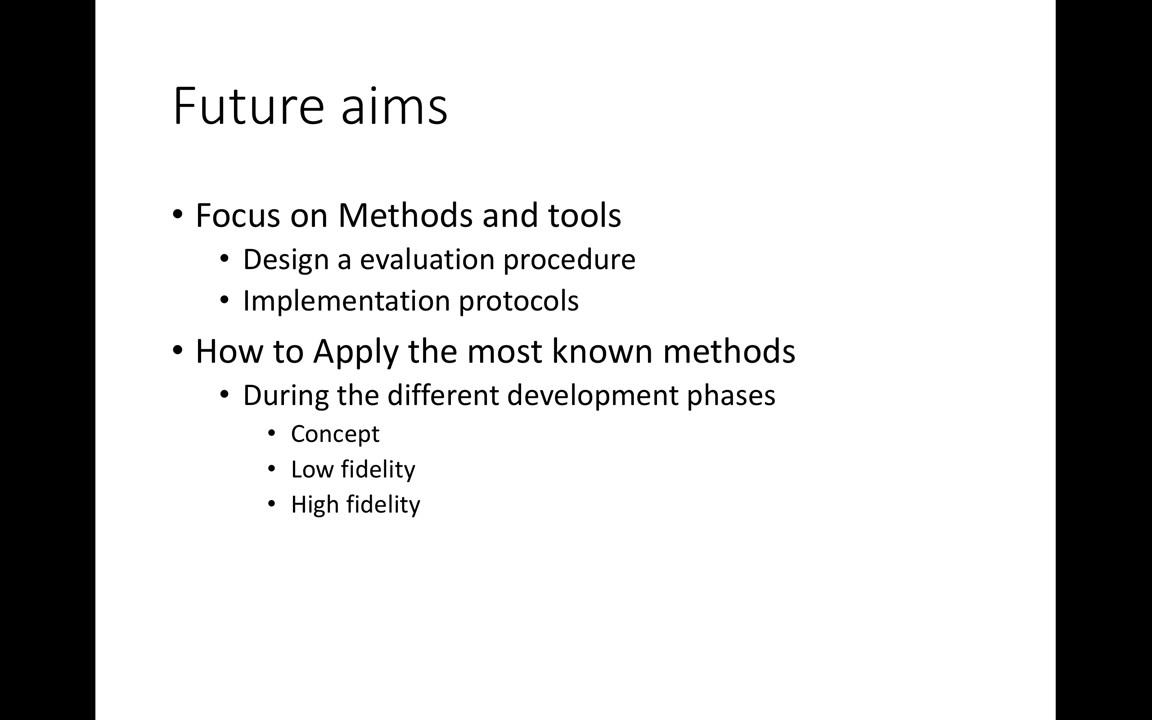 Future aims
• Focus on Methods and tools
• Design a evaluation procedure
• Implementation protocols
• How to Apply the most known methods
• During the different development phases
• Concept
• Low fidelity
• High fidelity